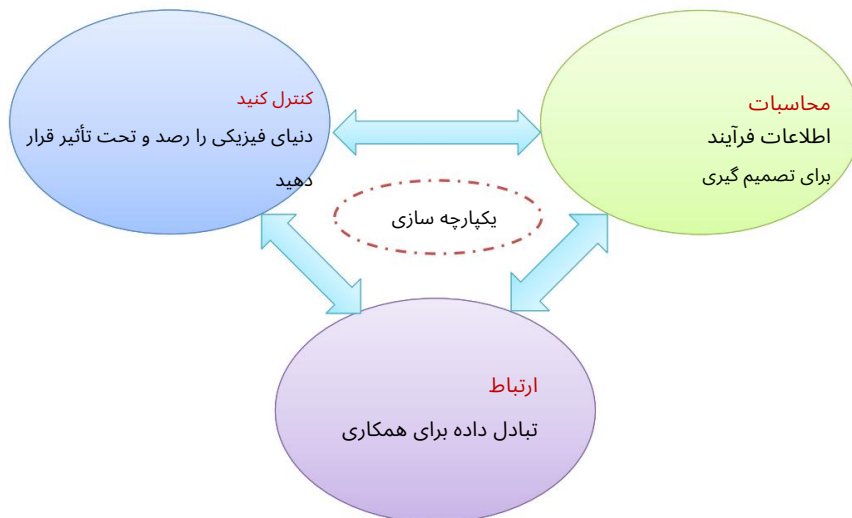 کنترل کنید
دنیای فیزیکی را رصد و تحت تأثیر قرار
دهید
محاسبات
اطلاعات فرآیند
برای تصمیم گیری
یکپارچه سازی
ارتباط
تبادل داده برای همکاری